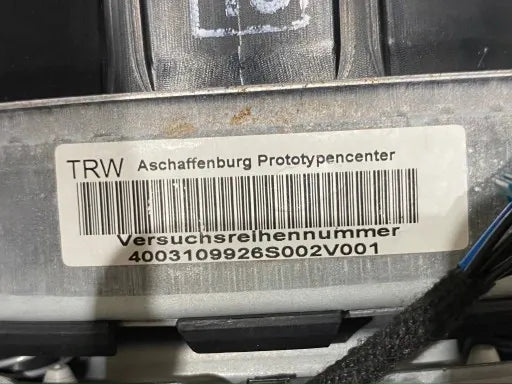 TRW Aschaffenburg Prototypencenter
Versuchsreihennummer
4003109926S002V001